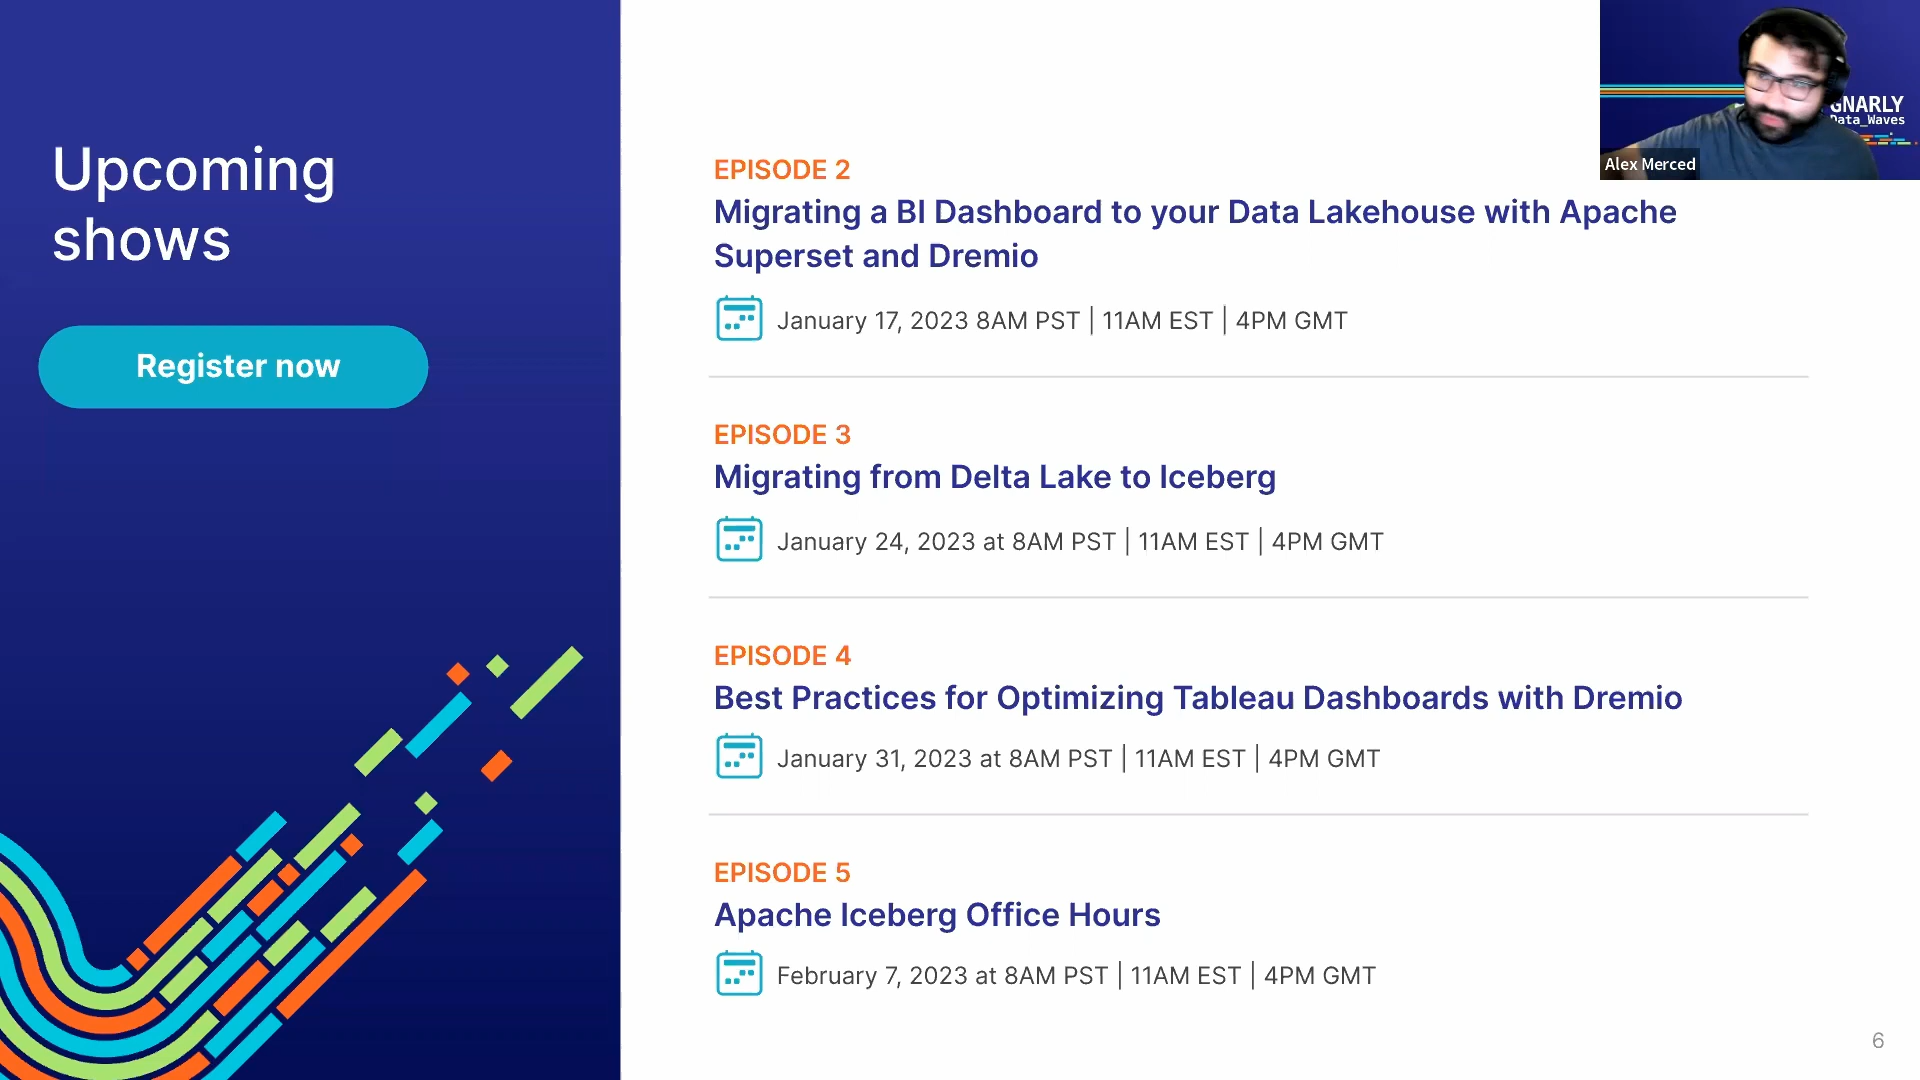 Upcoming
shows
Register now
EPISODE 2
Migrating a BI Dashboard to your Data Lakehouse with Apache
Superset and Dremio
January 17, 2023 8AM PST | 11AM EST | 4PM GMT
EPISODE 3
Migrating from Delta Lake to Iceberg
January 24, 2023 at 8AM PST | 11AM EST | 4PM GMT
EPISODE 4
Best Practices for Optimizing Tableau Dashboards with Dremio
January 31, 2023 at 8AM PST | 11AM EST | 4PM GMT
EPISODE 5
Apache Iceberg Office Hours
February 7, 2023 at 8AM PST | 11AM EST | 4PM GMT
GNARLY
Data_Waves
Alex Merced
6